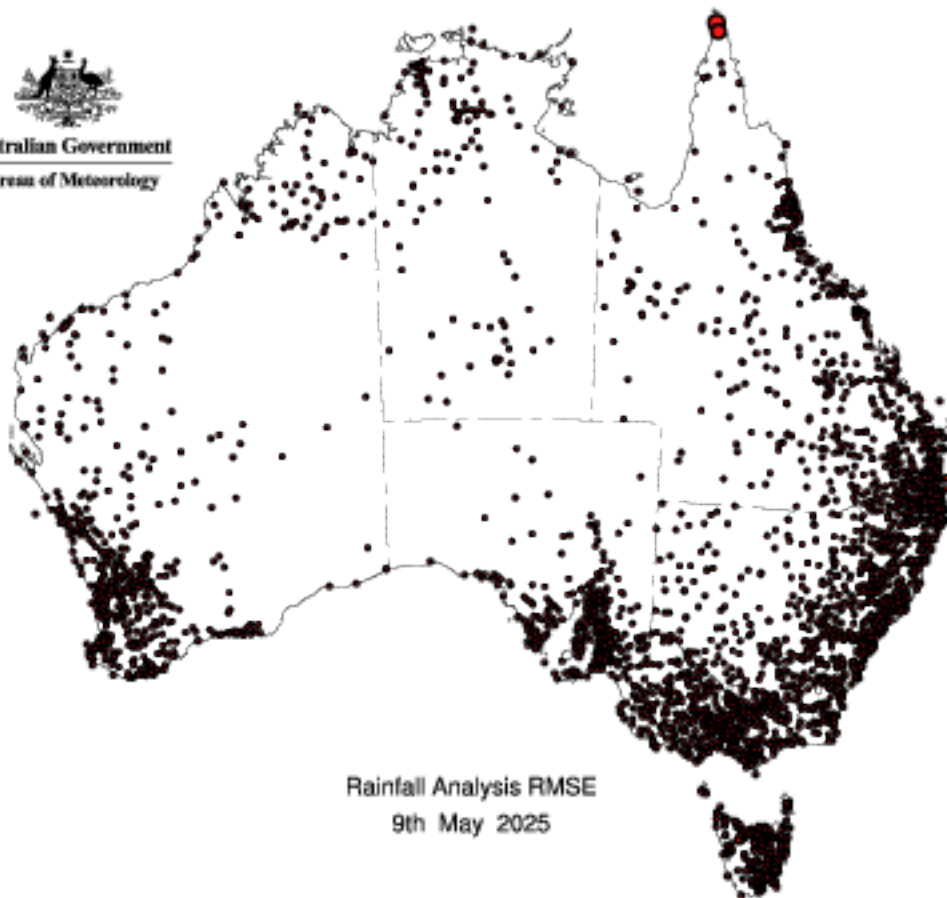 tralian Government
reau of Meteorology
Rainfall Analysis RMSE
9th May 2025